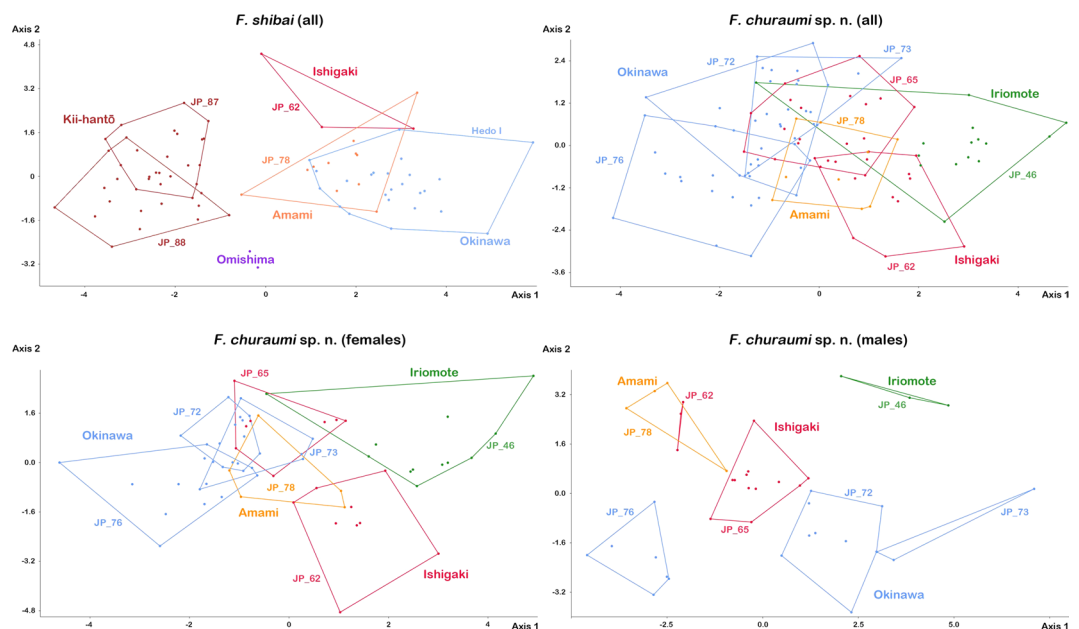 F. shibai (all)
Axis 2
4.8
3.2
1.6
0
-1.6
-3.2
-4
-2
0
2
4
Axis 1
Kii-hantō
JP_87
JP_88
Omishima
Ishigaki
JP_62
JP_78
Amami
Hedo I
Okinawa
F. churaumi sp. n. (all)
Axis 2
2.4
1.2
0.0
-1.2
-2.4
-3.6
-4
-2
0
2
4
Axis 1
Okinawa
JP_72
JP_73
JP_65
JP_76
JP_78
Iriomote
JP_46
Amami
JP_62
Ishigaki
F. churaumi sp. n. (females)
Axis 2
1.6
0.0
-1.6
-3.2
-4.8
-4
-2
0
2
4
Axis 1
JP_65
Iriomote
JP_72
Okinawa
JP_73
JP_46
JP_78
Amami
JP_76
JP_62
Ishigaki
F. churaumi sp. n. (males)
Axis 2
3.2
1.6
0.0
-1.6
-3.2
-2.5
0.0
2.5
5.0
Axis 1
Amami
JP_62
JP_78
Iriomote
JP_46
Ishigaki
JP_65
JP_72
JP_73
JP_76
Okinawa